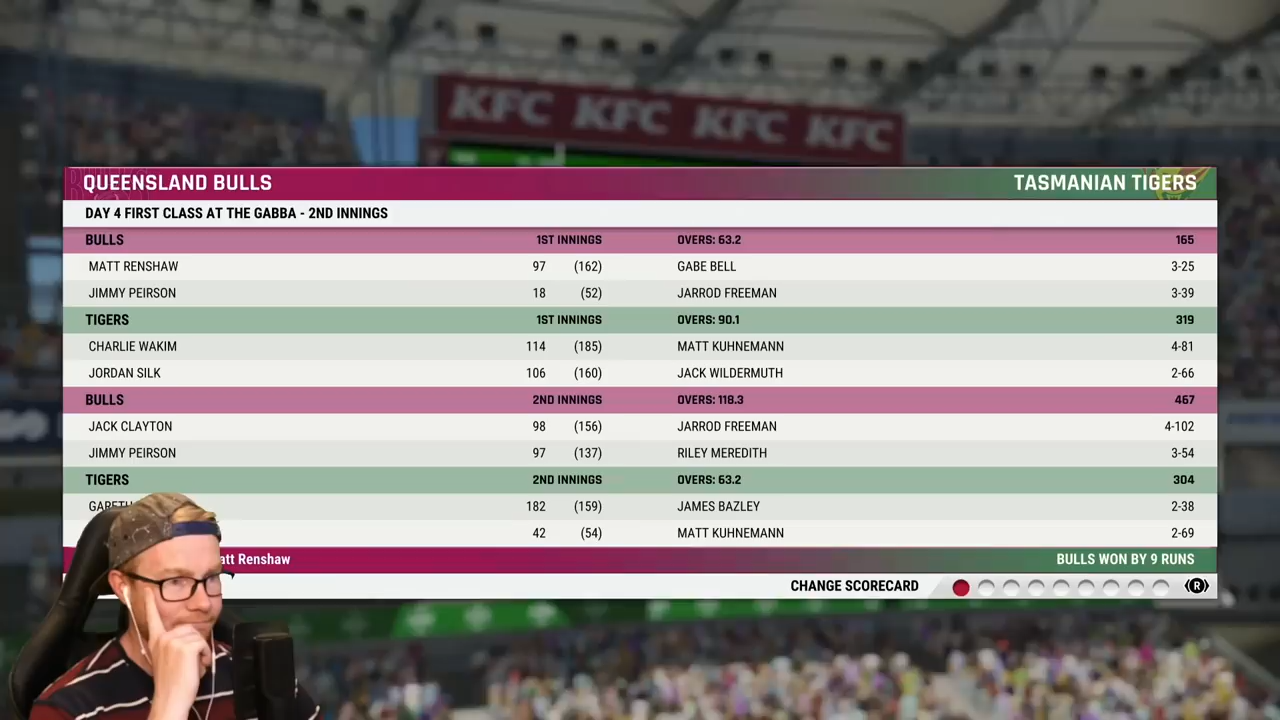 KFC KFC KFC KFC
QUEENSLAND BULLS TASMANIAN TIGERS
DAY 4 FIRST CLASS AT THE GABBA - 2ND INNINGS
BULLS 1ST INNINGS OVERS: 63.2 165
MATT RENSHAW 97 (162) GABE BELL 3-25
JIMMY PEIRSON 18 (52) JARROD FREEMAN 3-39
TIGERS 1ST INNINGS OVERS: 90.1 319
CHARLIE WAKIM 114 (185) MATT KUHNEMANN 4-81
JORDAN SILK 106 (160) JACK WILDERMUTH 2-66
BULLS 2ND INNINGS OVERS: 118.3 467
JACK CLAYTON 98 (156) JARROD FREEMAN 4-102
JIMMY PEIRSON 97 (137) RILEY MEREDITH 3-54
TIGERS 2ND INNINGS OVERS: 63.2 304
182 (159) JAMES BAZLEY 2-38
42 (54) MATT KUHNEMANN 2-69
Renshaw BULLS WON BY 9 RUNS
CHANGE SCORECARD R